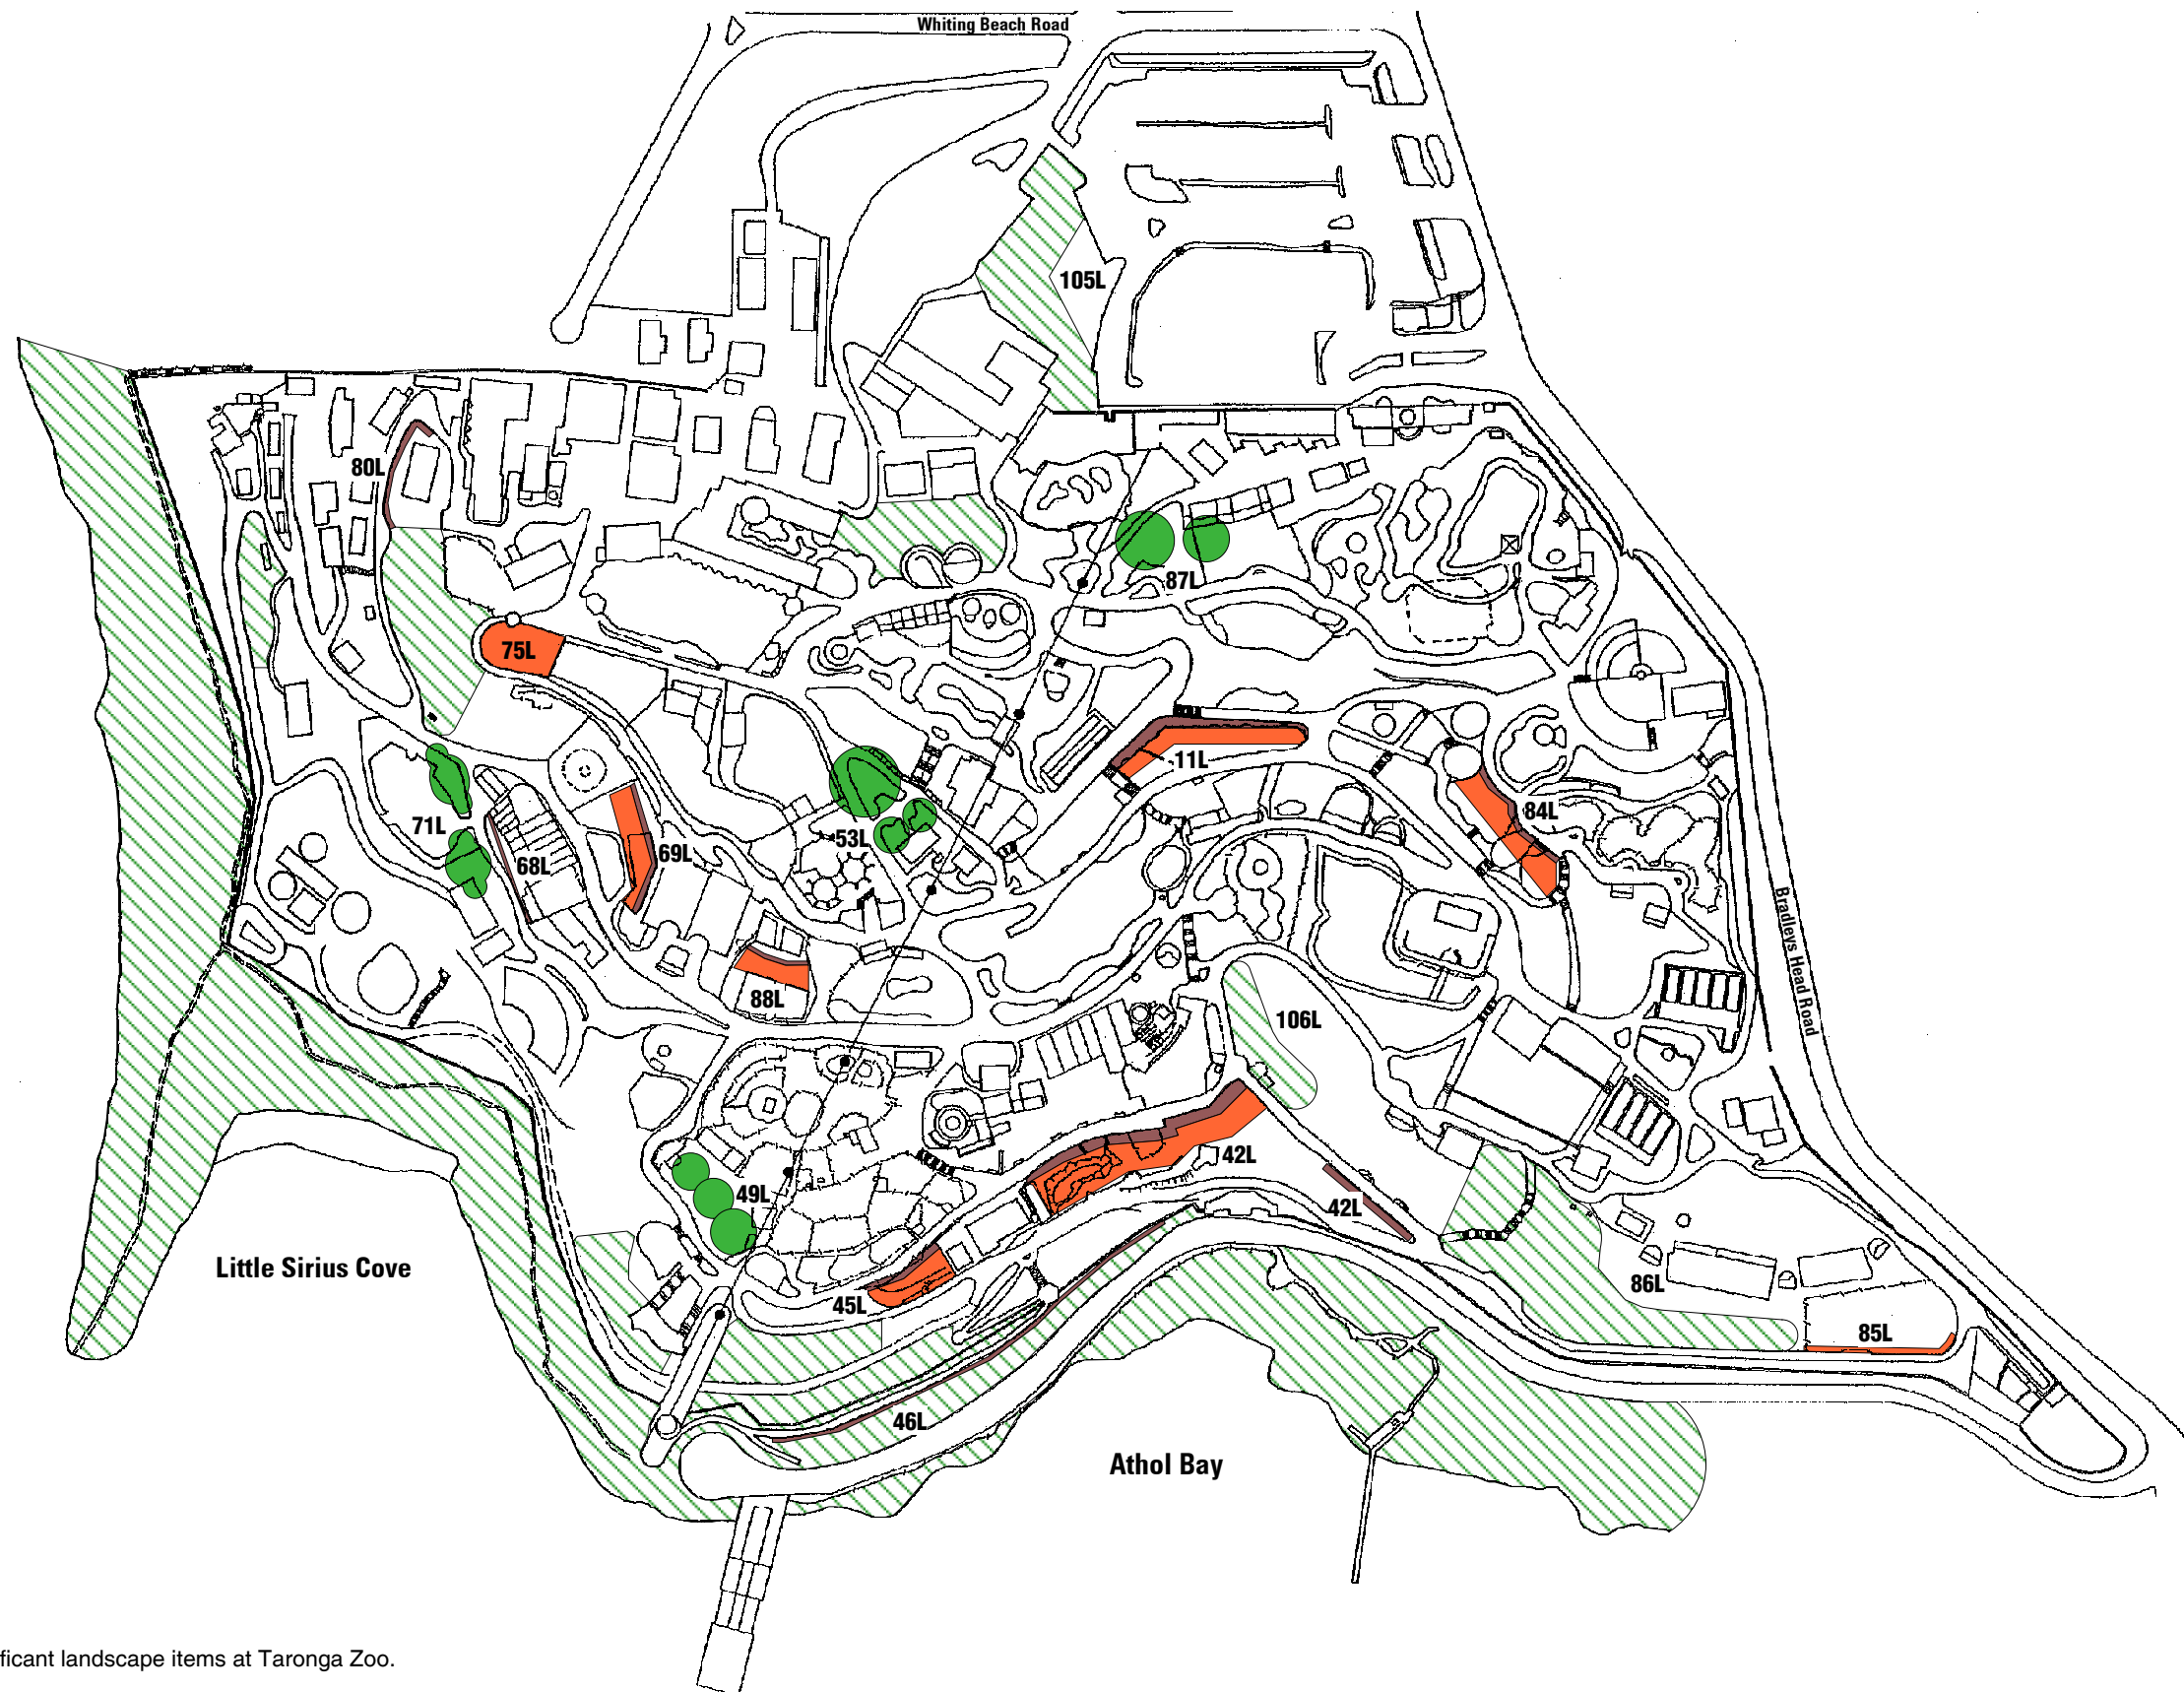 Whiting Beach Road
105L
80L
87L
75L
11L
84L
71L
53L
69L
68L
Bradleys Head Road
88L
106L
42L
49L
42L
Little Sirius Cove
86L
45L
85L
46L
Athol Bay
ficant landscape items at Taronga Zoo.